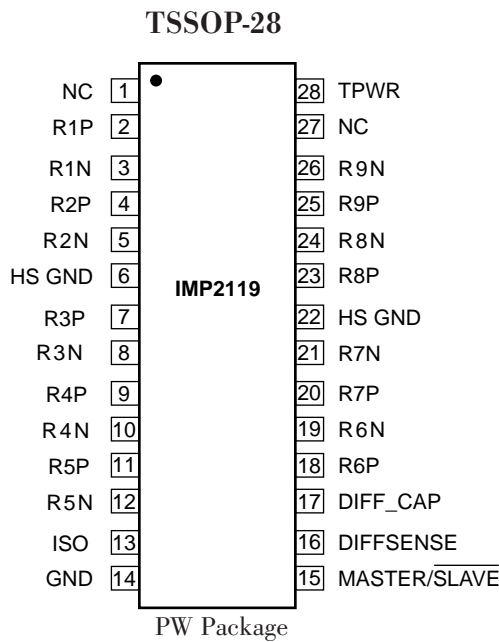 TSSOP-28
NC 1 28 TPWR
R1P 2 27 NC
R1N 3 26 R9N
R2P 4 25 R9P
R2N 5 24 R8N
HS GND 6 23 R8P
IMP2119
R3P 7 22 HS GND
R3N 8 21 R7N
R4P 9 20 R7P
R4N 10 19 R6N
R5P 11 18 R6P
R5N 12 17 DIFF_CAP
ISO 13 16 DIFFSENSE
GND 14 15 MASTER/SLAVE
PW Package